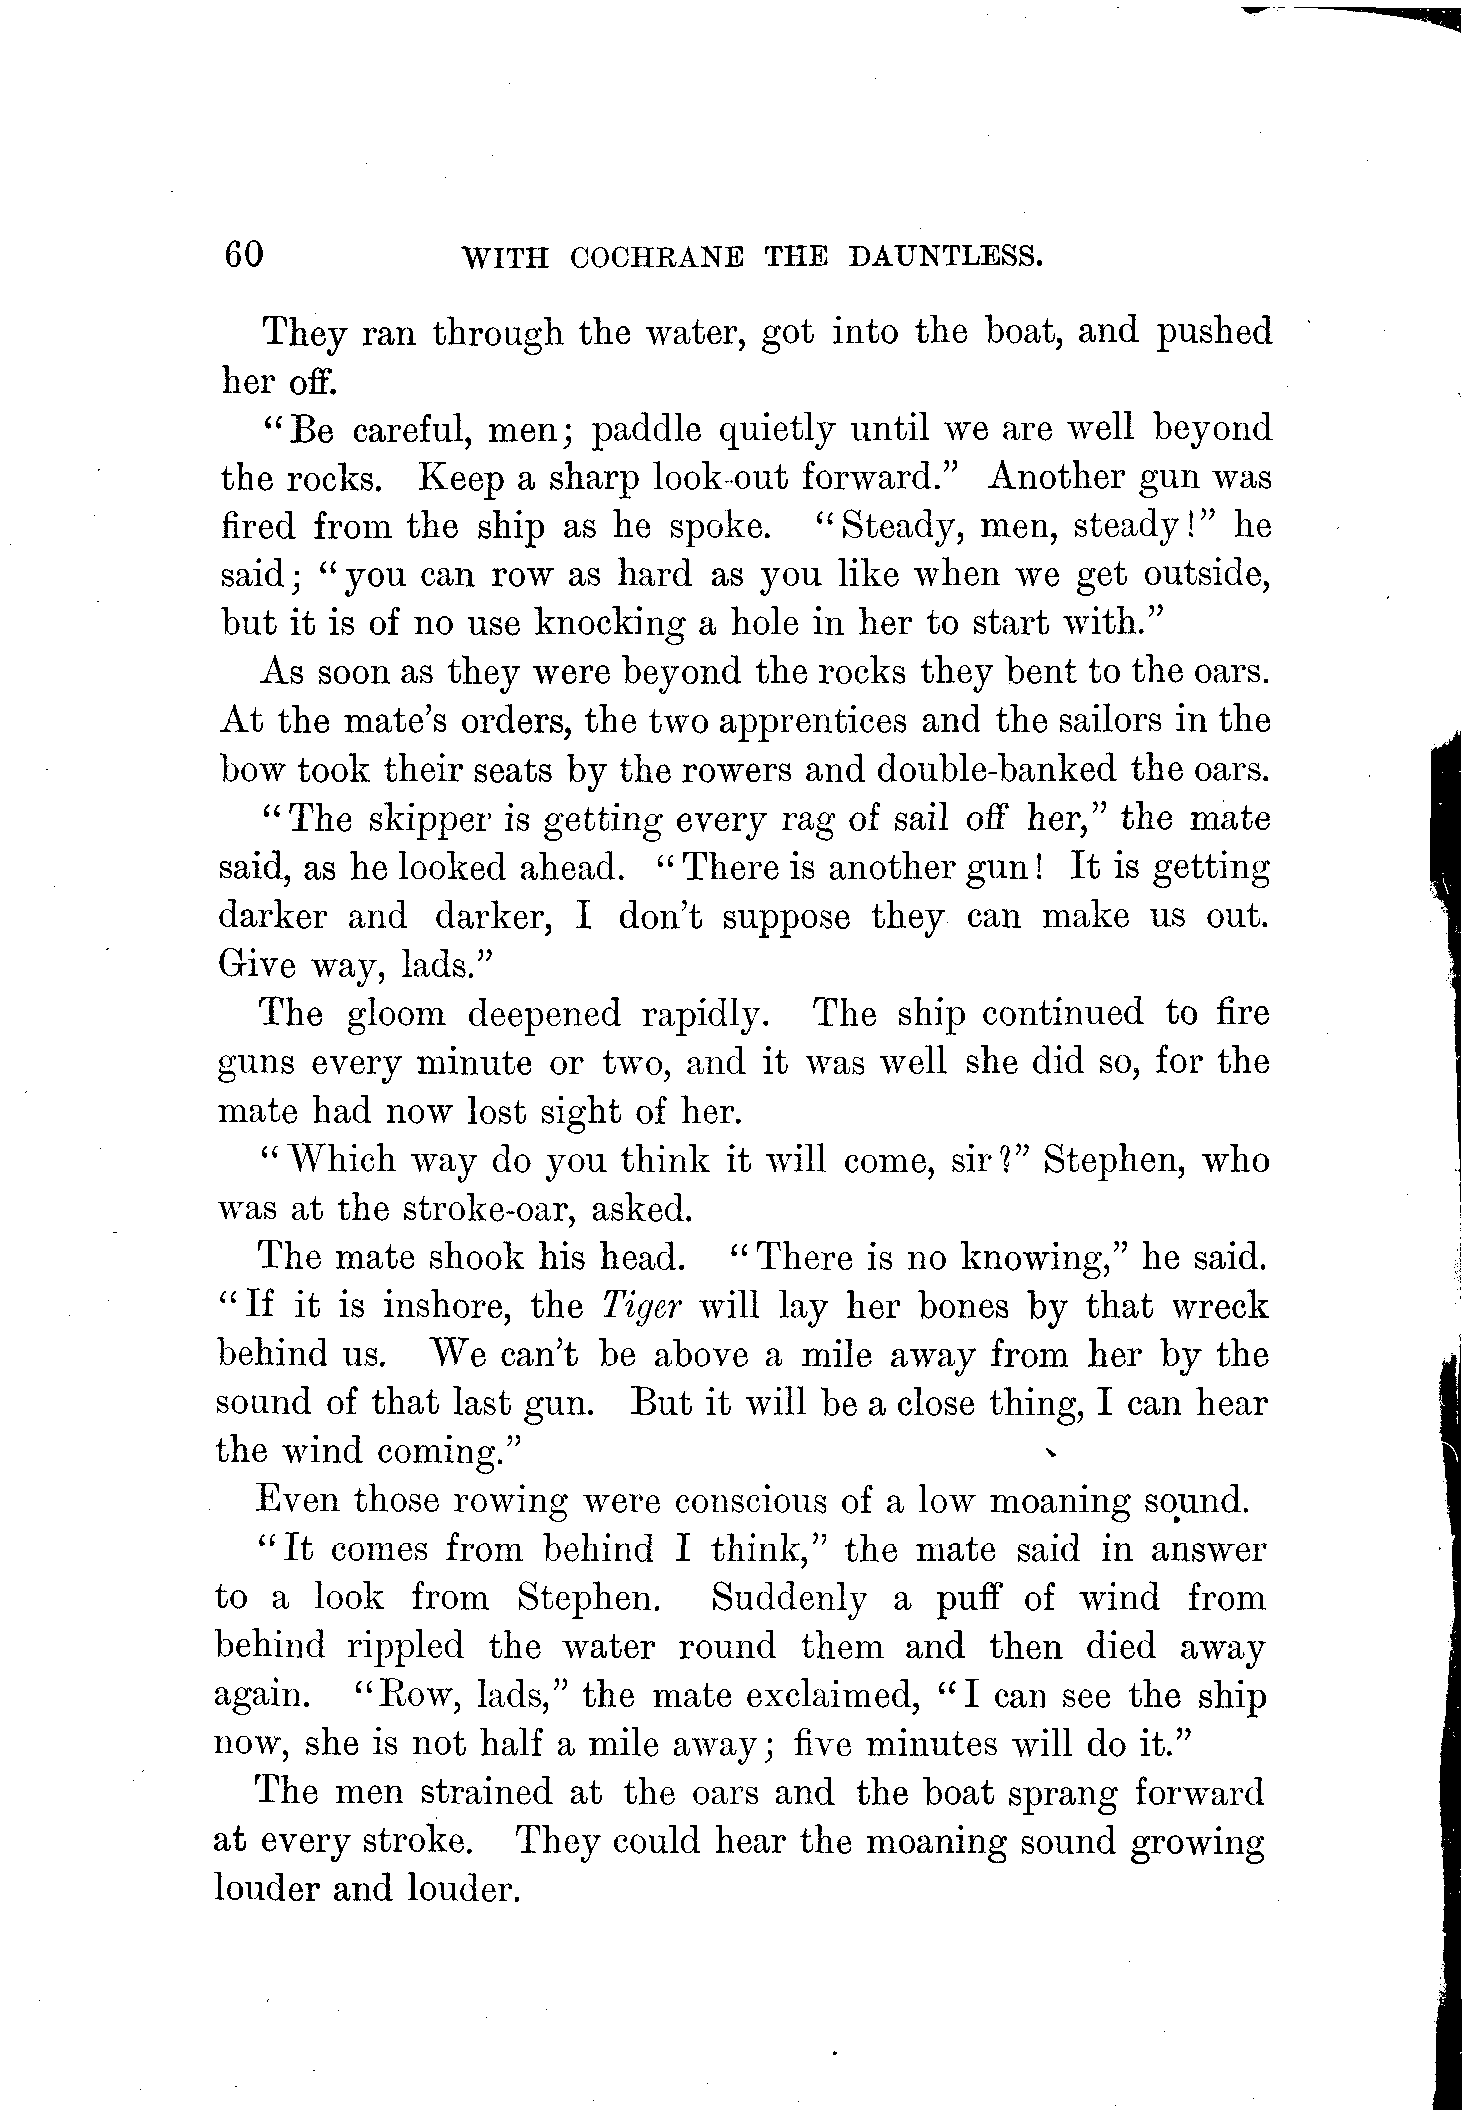 60 WITH COCHRANE THE DAUNTLESS.
They ran through the water, got into the boat, and pushed
her off.
"Be careful, men; paddle quietly until we are well beyond
the rocks. Keep a sharp look-out forward." Another gun was
fired from the ship as he spoke. "Steady, men, steady!" he
said; "you can row as hard as you like when we get outside,
but it is of no use knocking a hole in her to start with."
As soon as they were beyond the rocks they bent to the oars.
At the mate's orders, the two apprentices and the sailors in the
bow took their seats by the rowers and double-banked the oars.
"The skipper is getting every rag of sail off her," the mate
said, as he looked ahead. "There is another gun! It is getting
darker and darker, I don't suppose they can make us out.
Give way, lads."
The gloom deepened rapidly. The ship continued to fire
guns every minute or two, and it was well she did so, for the
mate had now lost sight of her.
"Which way do you think it will come, sir?" Stephen, who
was at the stroke-oar, asked.
The mate shook his head. "There is no knowing," he said.
"If it is inshore, the Tiger will lay her bones by that wreck
behind us. We can't be above a mile away from her by the
sound of that last gun. But it will be a close thing, I can hear
the wind coming."
Even those rowing were conscious of a low moaning sound.
"It comes from behind I think," the mate said in answer
to a look from Stephen. Suddenly a puff of wind from
behind rippled the water round them and then died away
again. "Row, lads," the mate exclaimed, "I can see the ship
now, she is not half a mile away; five minutes will do it."
The men strained at the oars and the boat sprang forward
at every stroke. They could hear the moaning sound growing
louder and louder.